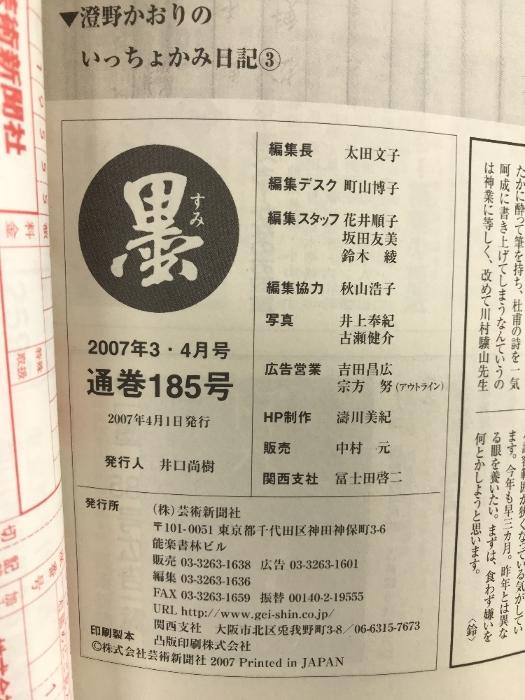 ▼澄野かおりの
いっちょかみ日記③
術新聞社
墨
すみ
2007年3・4月号
通巻185号
2007年4月1日発行
発行人 井口尚樹
編集長 太田文子
編集デスク 町山博子
編集スタッフ 花井順子
坂田友美
鈴木 綾
編集協力 秋山浩子
写真 井上奉紀
古瀬健介
広告営業 吉田昌広
宗方 努(アウトライン)
HP制作 濤川美紀
販売 中村 元
関西支社 冨士田啓二
発行所 (株)芸術新聞社
〒101-0051 東京都千代田区神田神保町3-6
能楽書林ビル
販売 03-3263-1638 広告 03-3263-1601
編集 03-3263-1636
FAX 03-3263-1659 振替 00140-2-19555
URL http://www.gei-shin.co.jp/
関西支社 大阪市北区兎我野町3-8/06-6315-7673
印刷製本 凸版印刷株式会社
©株式会社芸術新聞社 2007 Printed in JAPAN
たかに酔って筆を持ち、杜甫の詩を一気
呵成に書き上げてしまうなんていうの
は神業に等しく、改めて川村驥山先生
ます。今年も早三カ月。昨年とは異な
る眼を養いたい。まずは、食わず嫌いを
何とかしようと思います。 〈鈴〉
料金
特殊取扱